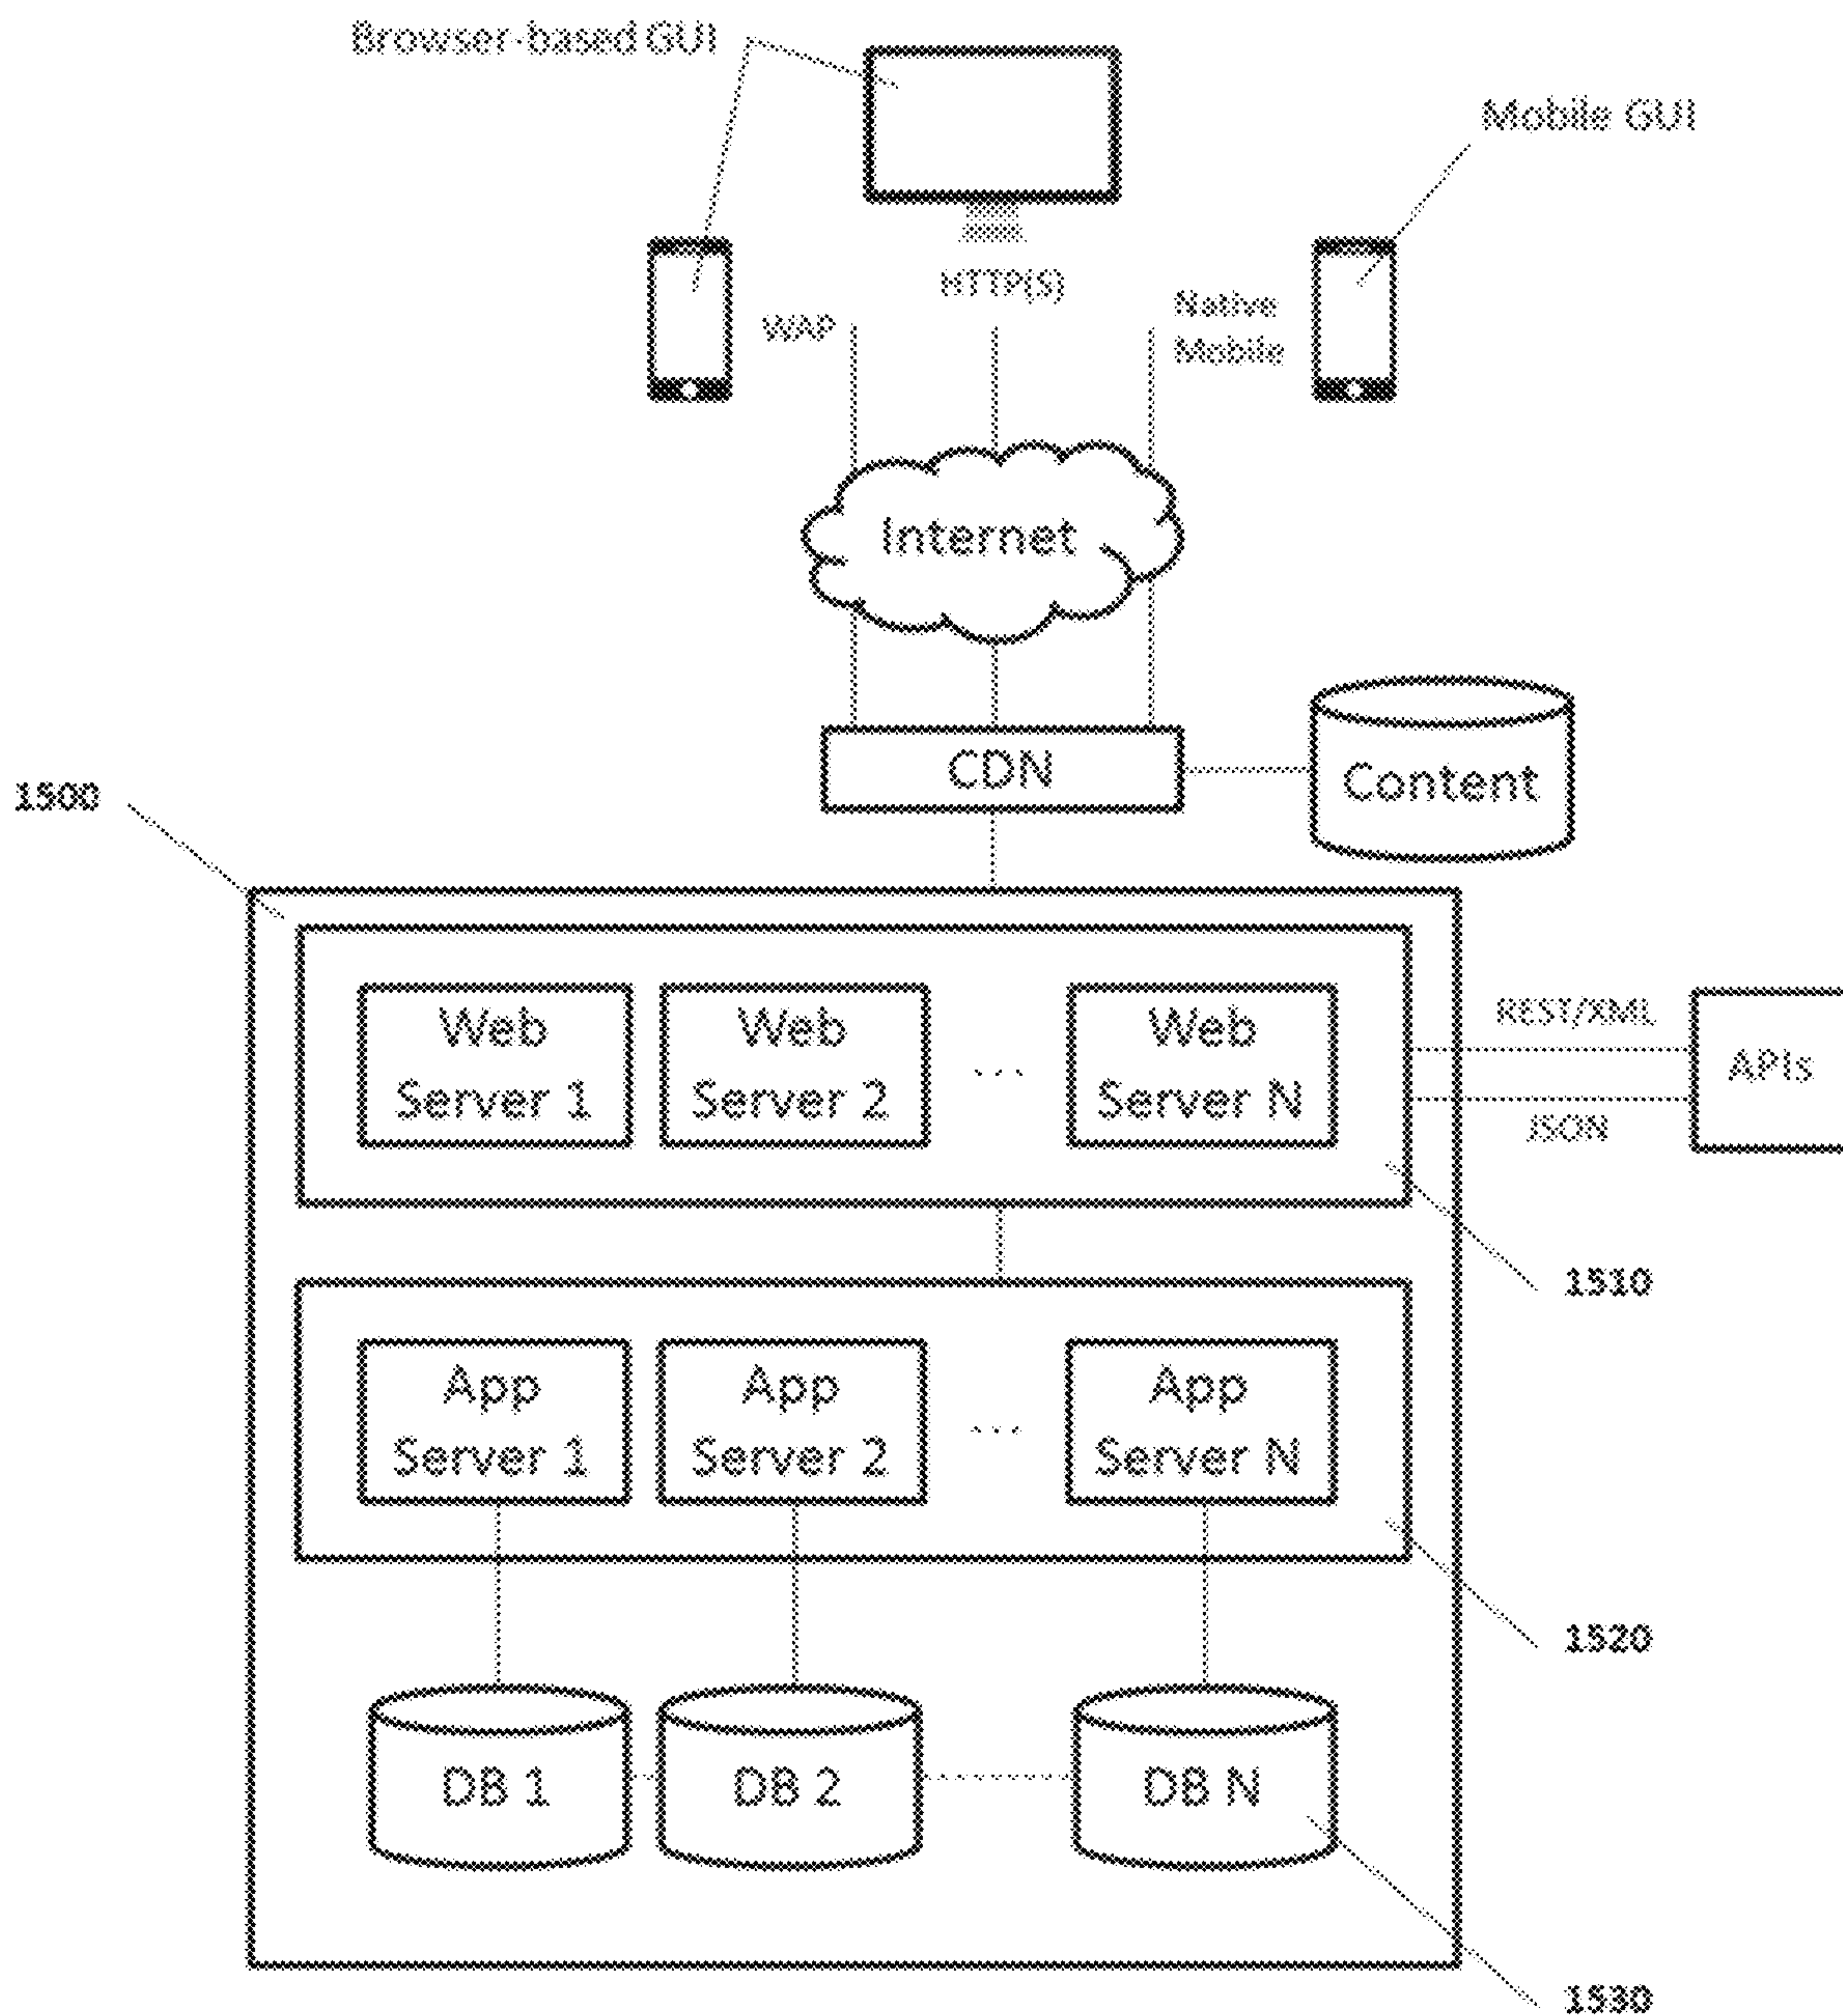 Browser-based GUI
Mobile GUI
HTTP(S)
WAP
Native
Mobile
Internet
CDN
Content
1500
Web
Server 1
Web
Server 2
...
Web
Server N
REST/XML
JSON
APIs
1510
App
Server 1
App
Server 2
...
App
Server N
1520
DB 1
DB 2
DB N
1530